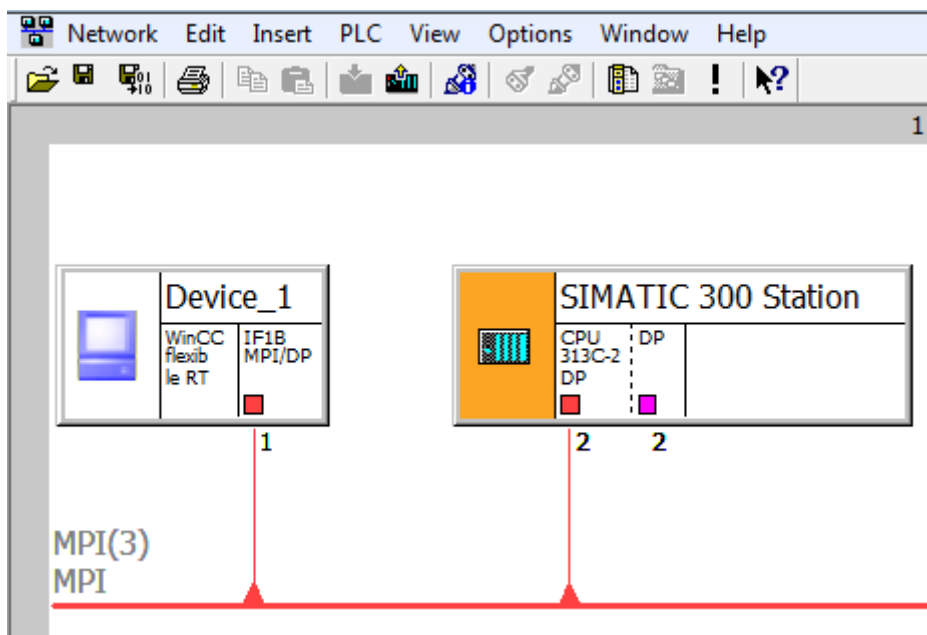 Network Edit Insert PLC View Options Window Help
1
Device_1
WinCC
flexib
le RT
IF1B
MPI/DP
1
SIMATIC 300 Station
CPU
313C-2
DP
DP
2
2
MPI(3)
MPI